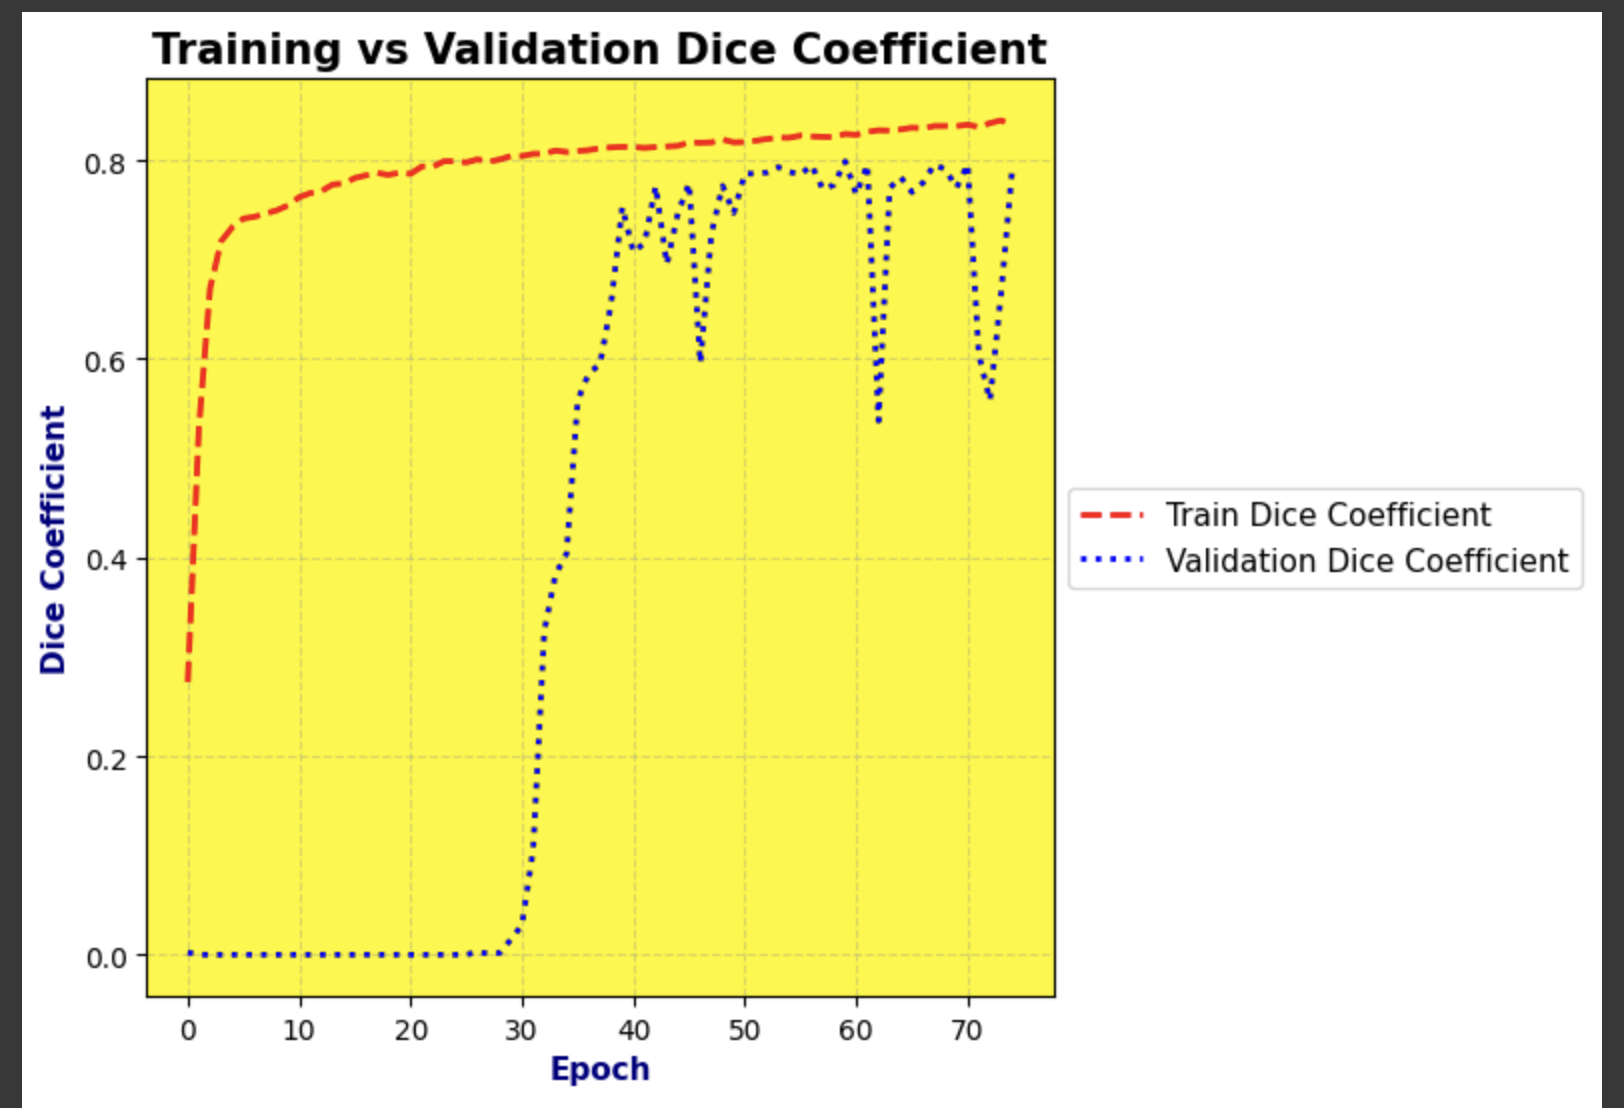 Training vs Validation Dice Coefficient
0.8
0.6
0.4
0.2
0.0
Dice Coefficient
0 10 20 30 40 50 60 70
Epoch
Train Dice Coefficient
Validation Dice Coefficient